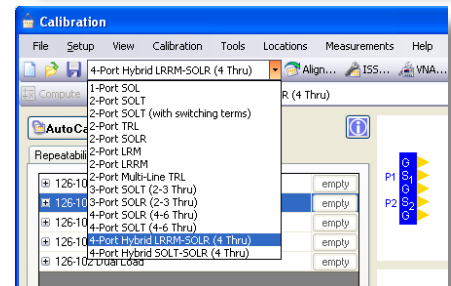 Calibration
File Setup View Calibration Tools Locations Measurements Help
4-Port Hybrid LRRM-SOLR (4 Thru) Align... ISS... VNA...
Compute R (4 Thru)
1-Port SOL
2-Port SOLT
2-Port SOLT (with switching terms)
2-Port TRL
2-Port SOLR
2-Port LRM
2-Port LRRM
2-Port Multi-Line TRL
3-Port SOLT (2-3 Thru)
3-Port SOLR (2-3 Thru)
4-Port SOLR (4-6 Thru)
4-Port SOLT (4-6 Thru)
4-Port Hybrid LRRM-SOLR (4 Thru)
4-Port Hybrid SOLT-SOLR (4 Thru)
AutoCa
Repeatabili
126-10 empty
126-10 empty
126-10 empty
126-10 empty
126-102 Dual Load
G
P1 S1
G
P2 S2
G